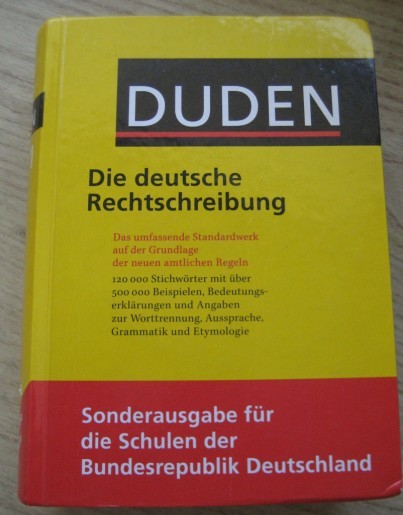 DUDEN
Die deutsche
Rechtschreibung
Das umfassende Standardwerk
auf der Grundlage
der neuen amtlichen Regeln
120 000 Stichwörter mit über
500 000 Beispielen, Bedeutungs-
erklärungen und Angaben
zur Worttrennung, Aussprache,
Grammatik und Etymologie
Sonderausgabe für
die Schulen der
Bundesrepublik Deutschland